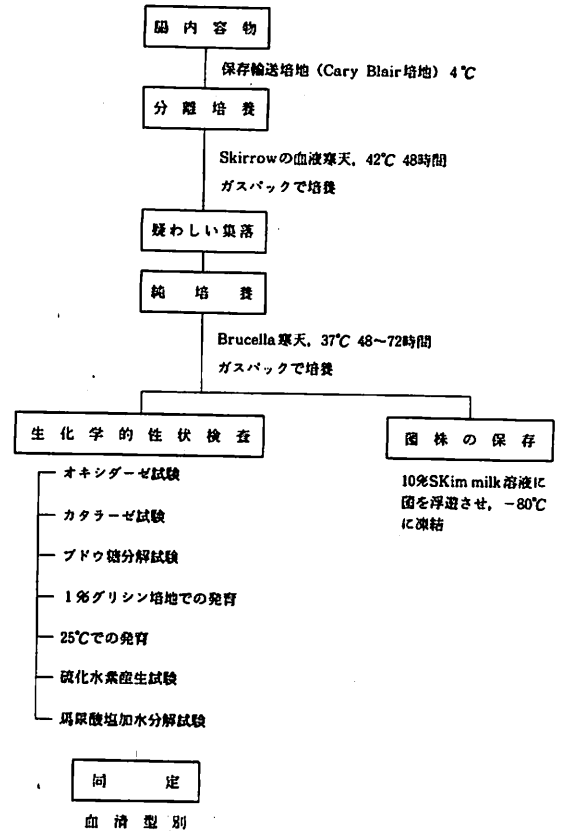 腸内容物
保存輸送培地（Cary Blair培地）4℃
分離培養
Skirrowの血液寒天，42℃ 48時間
ガスパックで培養
疑わしい集落
純培養
Brucella寒天，37℃ 48〜72時間
ガスパックで培養
生化学的性状検査
菌株の保存
オキシダーゼ試験
カタラーゼ試験
ブドウ糖分解試験
1％グリシン培地での発育
25℃での発育
硫化水素産生試験
馬尿酸塩加水分解試験
10％SKim milk溶液に
菌を浮遊させ，−80℃
に凍結
同定
血清型別